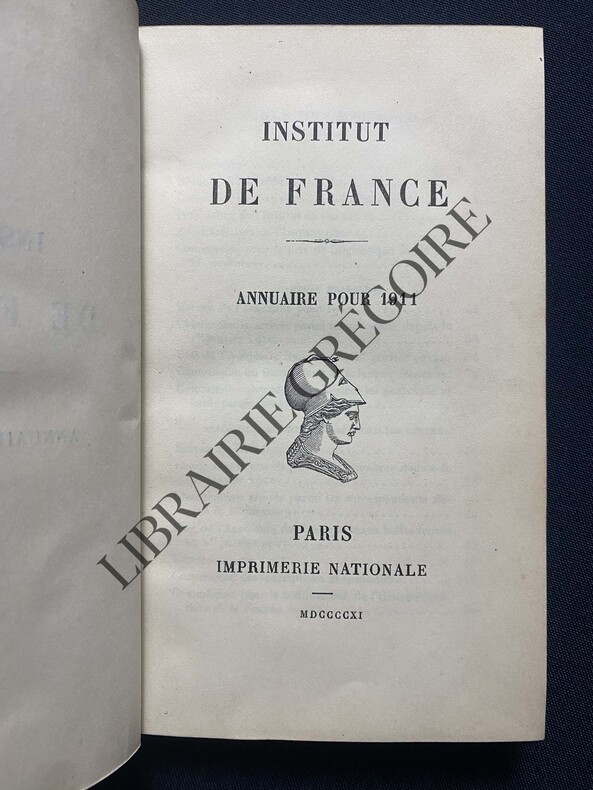 INSTITUT
DE FRANCE
ANNUAIRE POUR 1911
PARIS
IMPRIMERIE NATIONALE
MDCCCCXI
LIBRAIRIE GRÉGOIRE